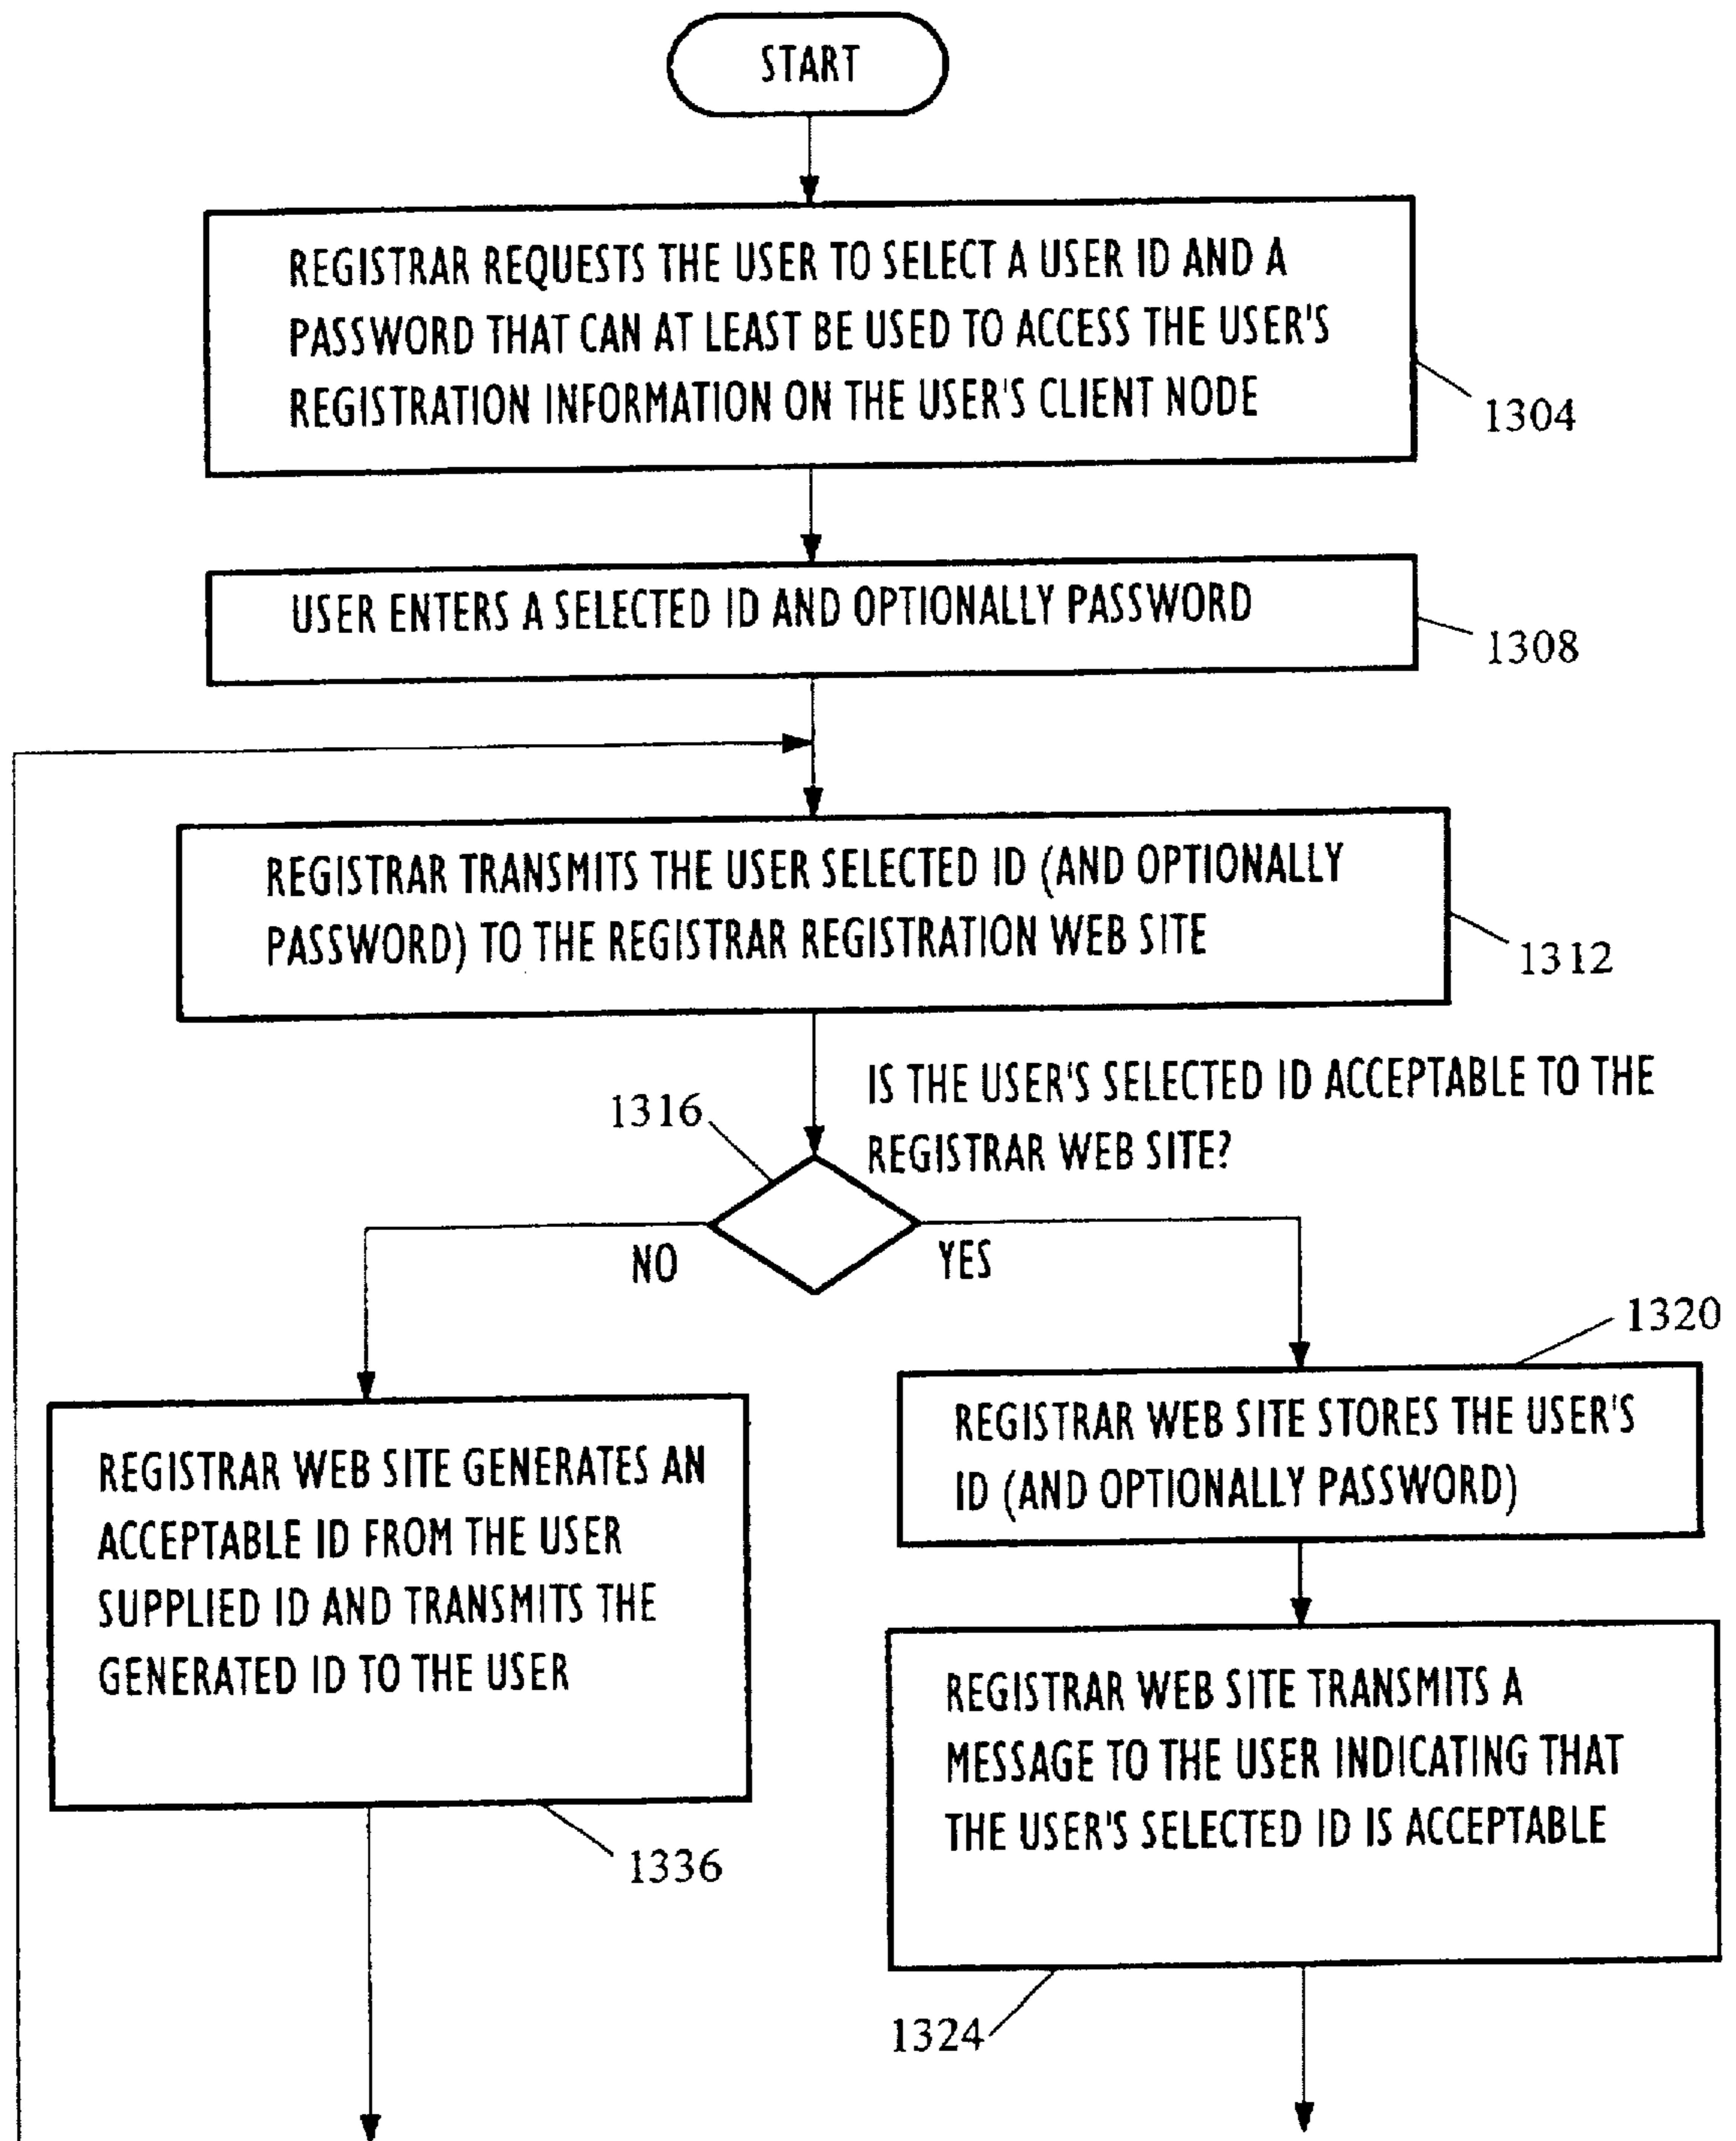 START
REGISTRAR REQUESTS THE USER TO SELECT A USER ID AND A
PASSWORD THAT CAN AT LEAST BE USED TO ACCESS THE USER'S
REGISTRATION INFORMATION ON THE USER'S CLIENT NODE
1304
USER ENTERS A SELECTED ID AND OPTIONALLY PASSWORD
1308
REGISTRAR TRANSMITS THE USER SELECTED ID (AND OPTIONALLY
PASSWORD) TO THE REGISTRAR REGISTRATION WEB SITE
1312
IS THE USER'S SELECTED ID ACCEPTABLE TO THE
REGISTRAR WEB SITE?
1316
NO
YES
1320
REGISTRAR WEB SITE STORES THE USER'S
ID (AND OPTIONALLY PASSWORD)
REGISTRAR WEB SITE GENERATES AN
ACCEPTABLE ID FROM THE USER
SUPPLIED ID AND TRANSMITS THE
GENERATED ID TO THE USER
1336
REGISTRAR WEB SITE TRANSMITS A
MESSAGE TO THE USER INDICATING THAT
THE USER'S SELECTED ID IS ACCEPTABLE
1324